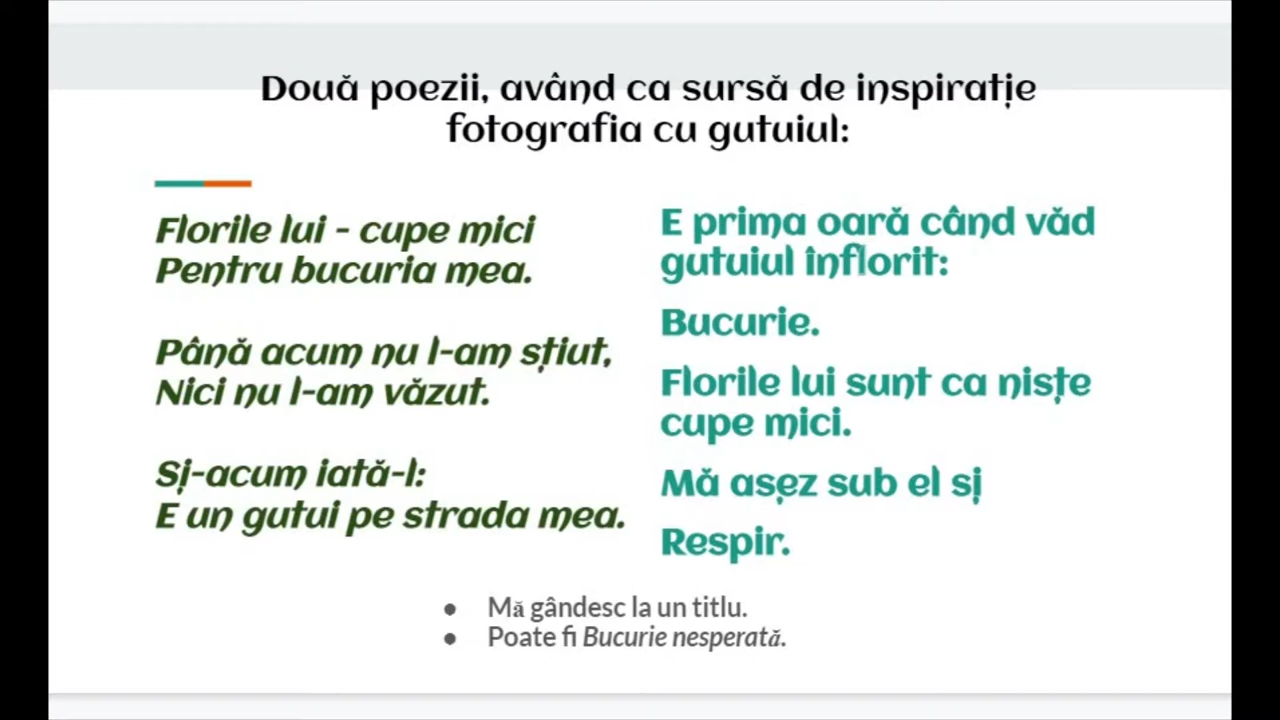 Două poezii, având ca sursă de inspirație
fotografia cu gutuiul:
Florile lui - cupe mici
Pentru bucuria mea.
Până acum nu l-am știut,
Nici nu l-am văzut.
Și-acum iată-l:
E un gutui pe strada mea.
E prima oară când văd
gutuiul înflorit:
Bucurie.
Florile lui sunt ca niște
cupe mici.
Mă așez sub el și
Respir.
● Mă gândesc la un titlu.
● Poate fi Bucurie nesperată.